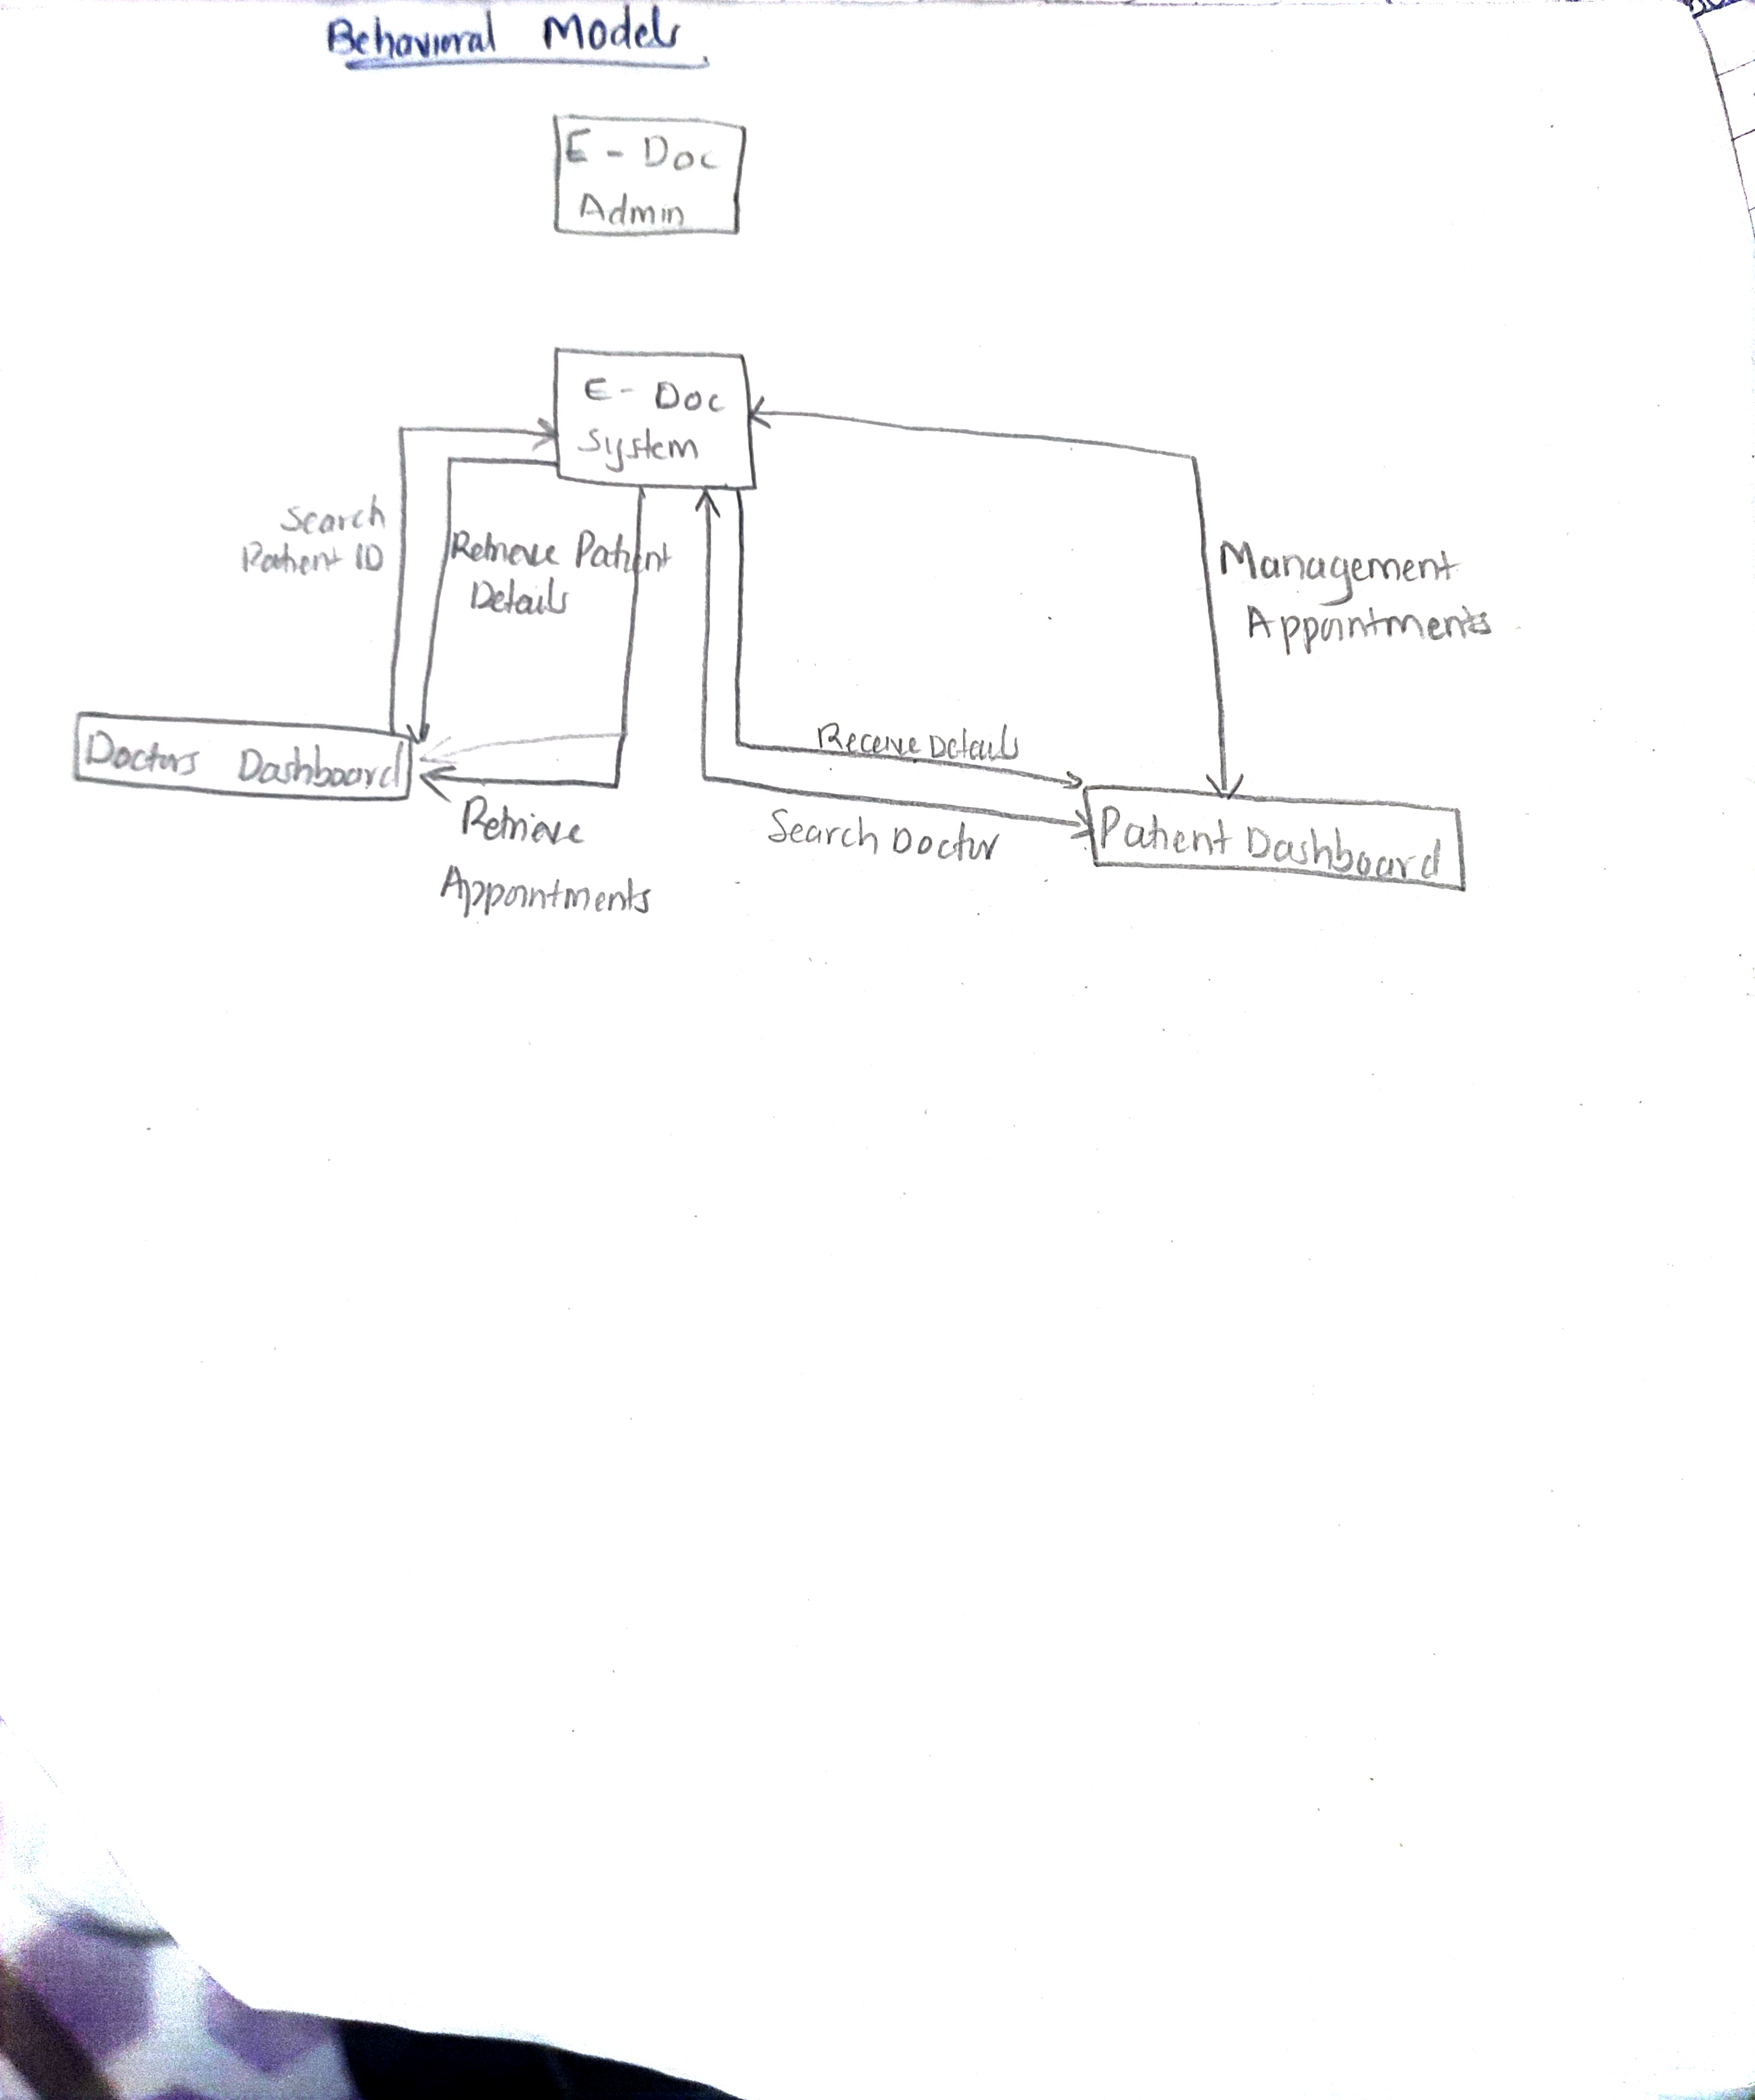 Behavioral Models
E - Doc
Admin
E - Doc
System
Search
Patient ID
Retrieve Patient
Details
Management
Appointments
Doctors Dashboard
Receive Details
Retrieve
Appointments
Search Doctor
Patient Dashboard